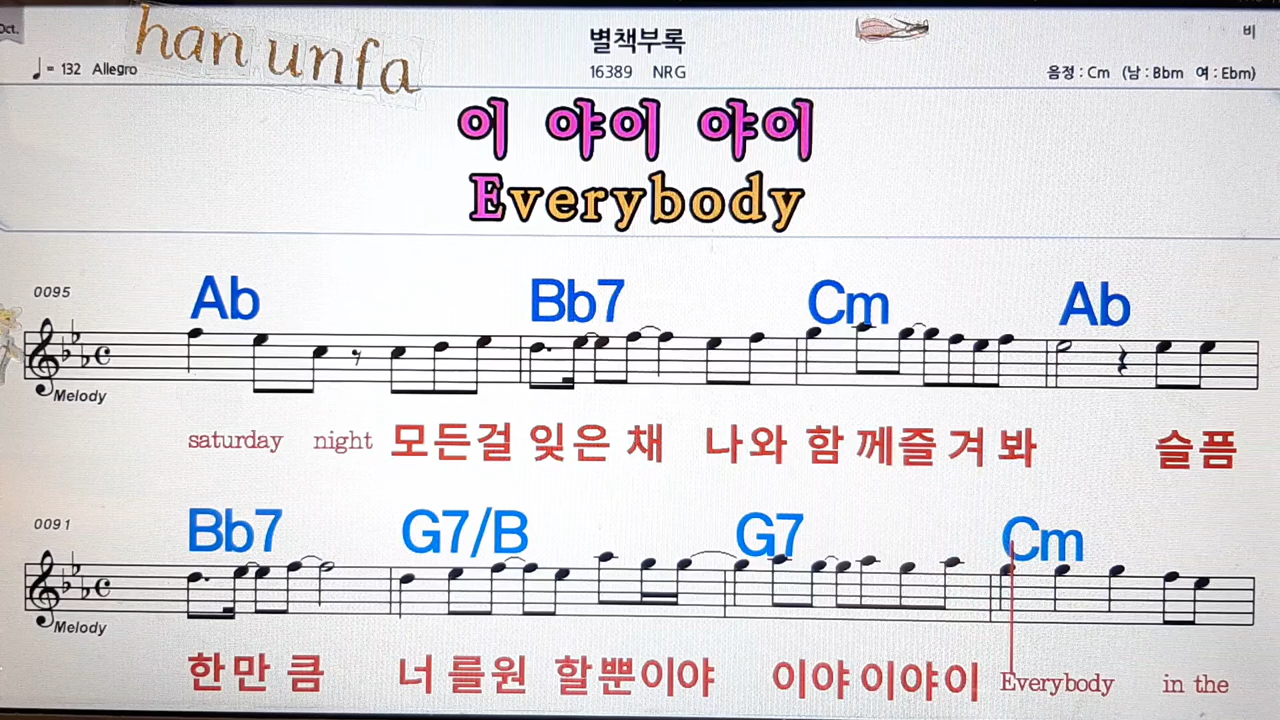 Oct.
han unfa
별책부록
비
♩= 132 Allegro
16389 NRG
음정 : Cm (남 : Bbm 여 : Ebm)
이 야이 야이
Everybody
0095
Ab Bb7 Cm Ab
Melody
saturday night 모든걸 잊은 채 나와 함께즐겨봐 슬픔
0091
Bb7 G7/B G7 Cm
Melody
한만큼 너를원 할뿐이야 이야이야이 Everybody in the